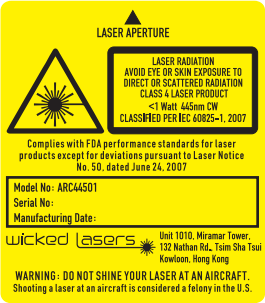 LASER APERTURE
LASER RADIATION
AVOID EYE OR SKIN EXPOSURE TO
DIRECT OR SCATTERED RADIATION
CLASS 4 LASER PRODUCT
<1 Watt 445nm CW
CLASSIFIED PER IEC 60825-1, 2007
Complies with FDA performance standards for laser
products except for deviations pursuant to Laser Notice
No. 50, dated June 24, 2007
Model No: ARC44501
Serial No:
Manufacturing Date:
wicked lasers
Unit 1010, Miramar Tower,
132 Nathan Rd., Tsim Sha Tsui
Kowloon, Hong Kong
WARNING: DO NOT SHINE YOUR LASER AT AN AIRCRAFT.
Shooting a laser at an aircraft is considered a felony in the U.S.